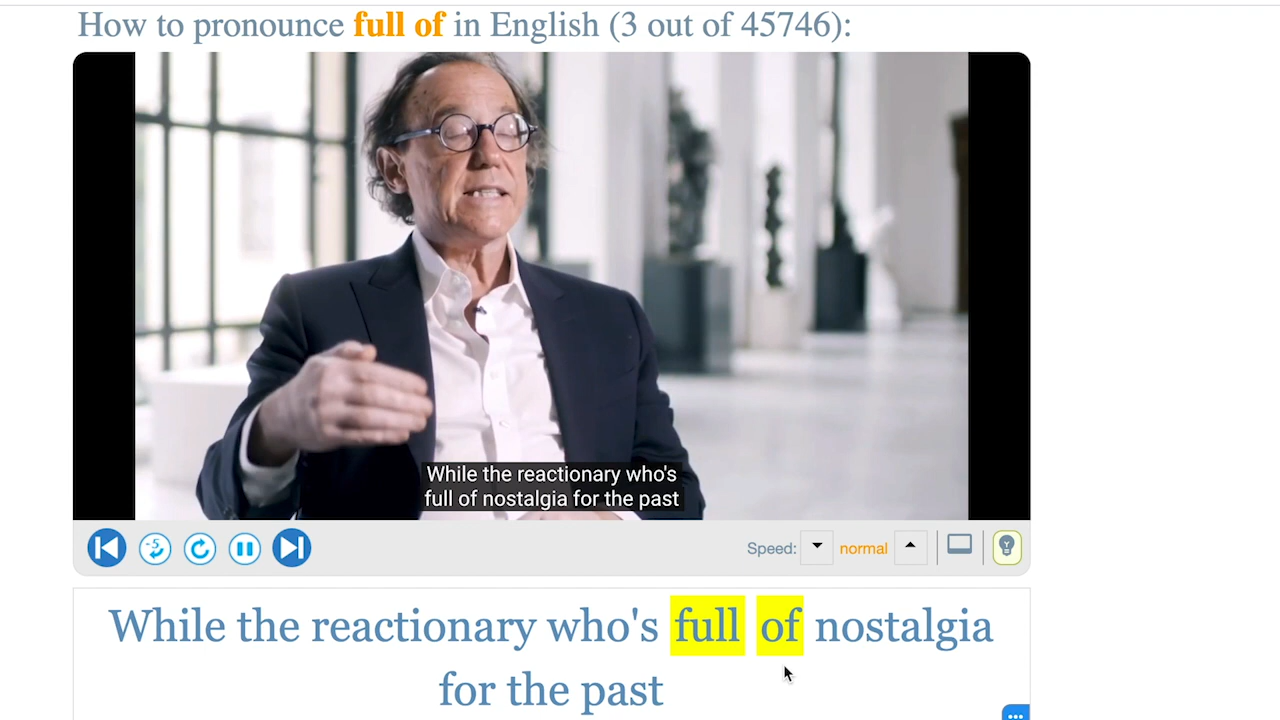 How to pronounce full of in English (3 out of 45746):
While the reactionary who's
full of nostalgia for the past
-5
Speed: normal
While the reactionary who's full of nostalgia
for the past